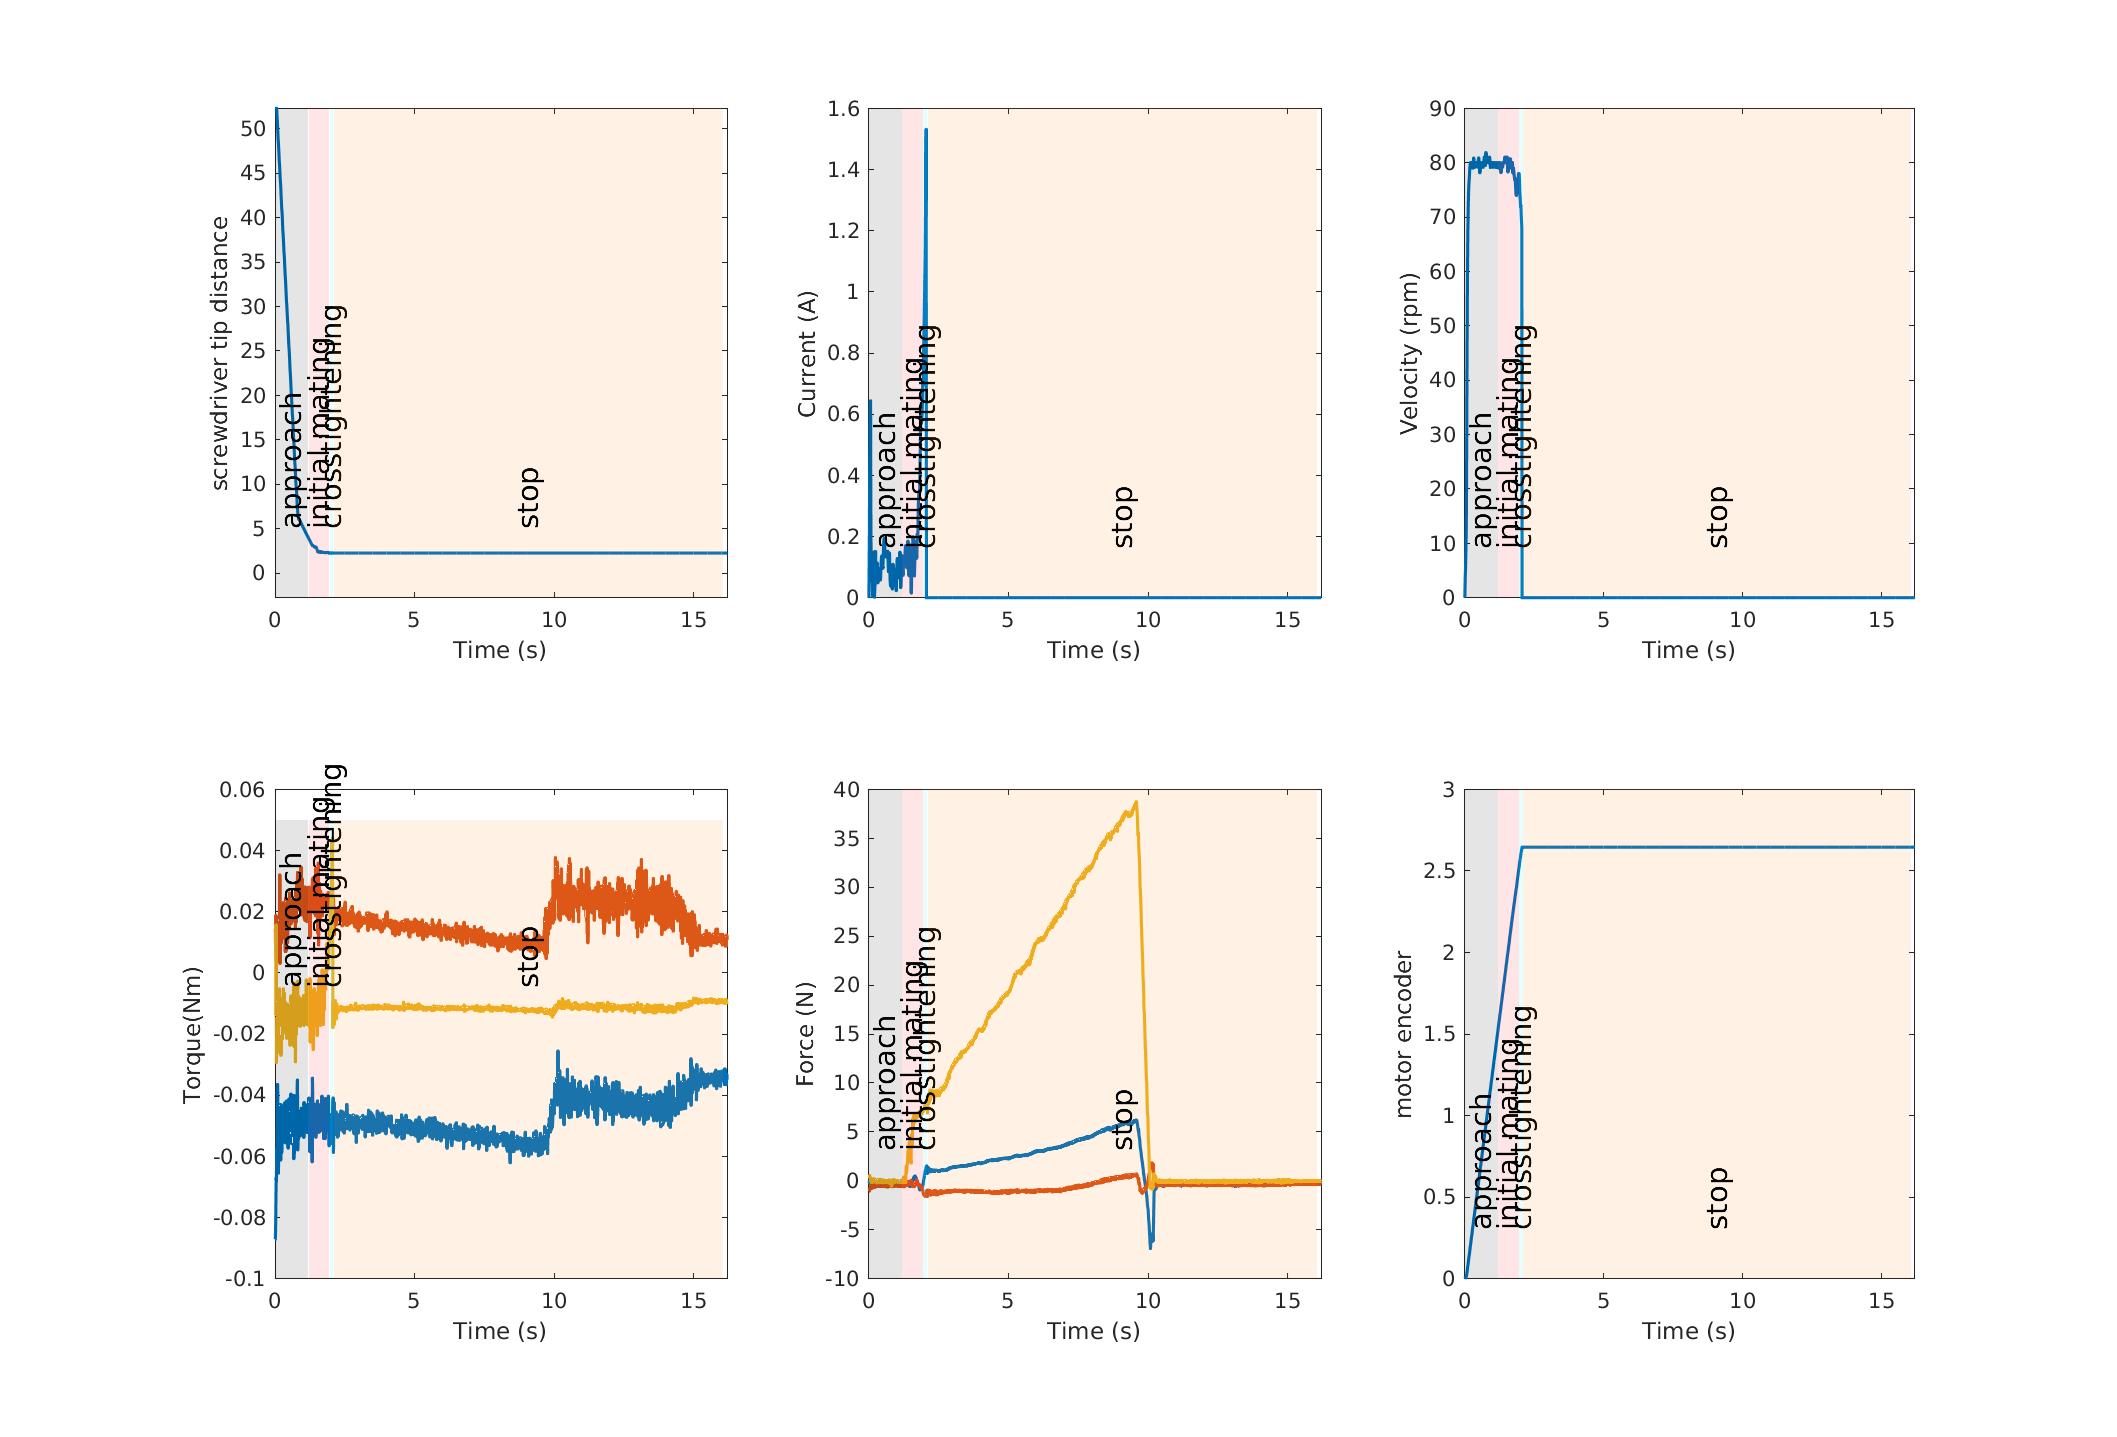 screwdriver tip distance
50
45
40
35
30
25
20
15
10
5
0
approach
initial mating
crosstightening
stop
0 5 10 15
Time (s)
Current (A)
1.6
1.4
1.2
1
0.8
0.6
0.4
0.2
0
approach
initial mating
crosstightening
stop
0 5 10 15
Time (s)
Velocity (rpm)
90
80
70
60
50
40
30
20
10
0
approach
initial mating
crosstightening
stop
0 5 10 15
Time (s)
Torque(Nm)
0.06
0.04
0.02
0
-0.02
-0.04
-0.06
-0.08
-0.1
approach
initial mating
crosstightening
stop
0 5 10 15
Time (s)
Force (N)
40
35
30
25
20
15
10
5
0
-5
-10
approach
initial mating
crosstightening
stop
0 5 10 15
Time (s)
motor encoder
3
2.5
2
1.5
1
0.5
0
approach
initial mating
crosstightening
stop
0 5 10 15
Time (s)